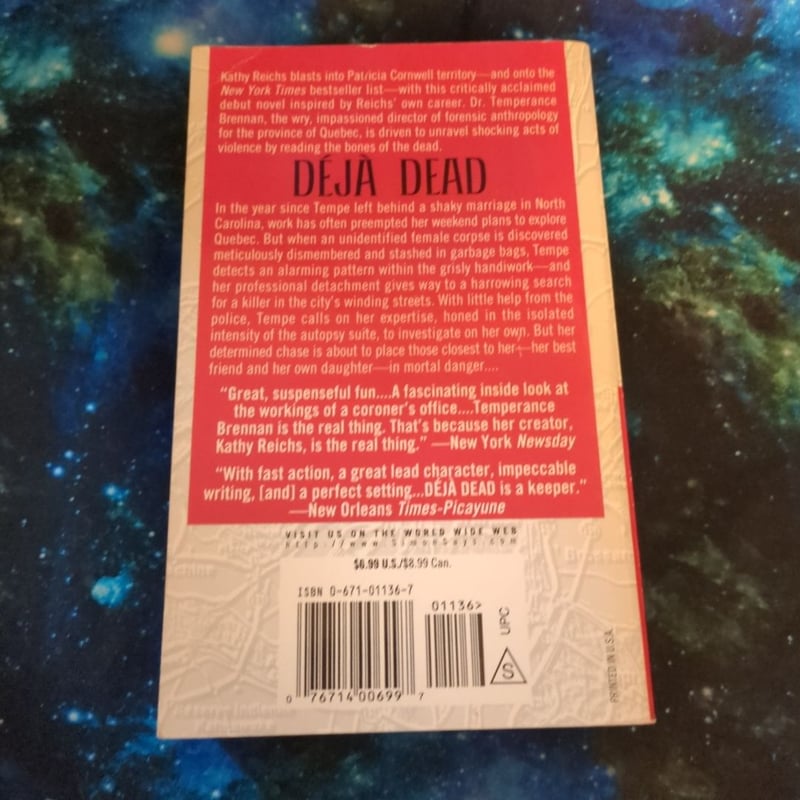 Kathy Reichs blasts into Patricia Cornwell territory—and onto the
New York Times bestseller list—with this critically acclaimed
debut novel inspired by Reichs' own career. Dr. Temperance
Brennan, the wry, impassioned director of forensic anthropology
for the province of Quebec, is driven to unravel shocking acts of
violence by reading the bones of the dead.
DÉJÀ DEAD
In the year since Tempe left behind a shaky marriage in North
Carolina, work has often preempted her weekend plans to explore
Quebec. But when an unidentified female corpse is discovered
meticulously dismembered and stashed in garbage bags, Tempe
detects an alarming pattern within the grisly handiwork—and
her professional detachment gives way to a harrowing search
for a killer in the city's winding streets. With little help from the
police, Tempe calls on her expertise, honed in the isolated
intensity of the autopsy suite, to investigate on her own. But her
determined chase is about to place those closest to her—her best
friend and her own daughter—in mortal danger....
"Great, suspenseful fun....A fascinating inside look at
the workings of a coroner's office....Temperance
Brennan is the real thing. That's because her creator,
Kathy Reichs, is the real thing." —New York Newsday
"With fast action, a great lead character, impeccable
writing, [and] a perfect setting...DÉJÀ DEAD is a keeper."
—New Orleans Times-Picayune
VISIT US ON THE WORLD WIDE WEB
http://www.SimonSays.com
$6.99 U.S./$8.99 Can.
ISBN 0-671-01136-7
01136>
UPC
S
0 76714 00699 7
PRINTED IN U.S.A.